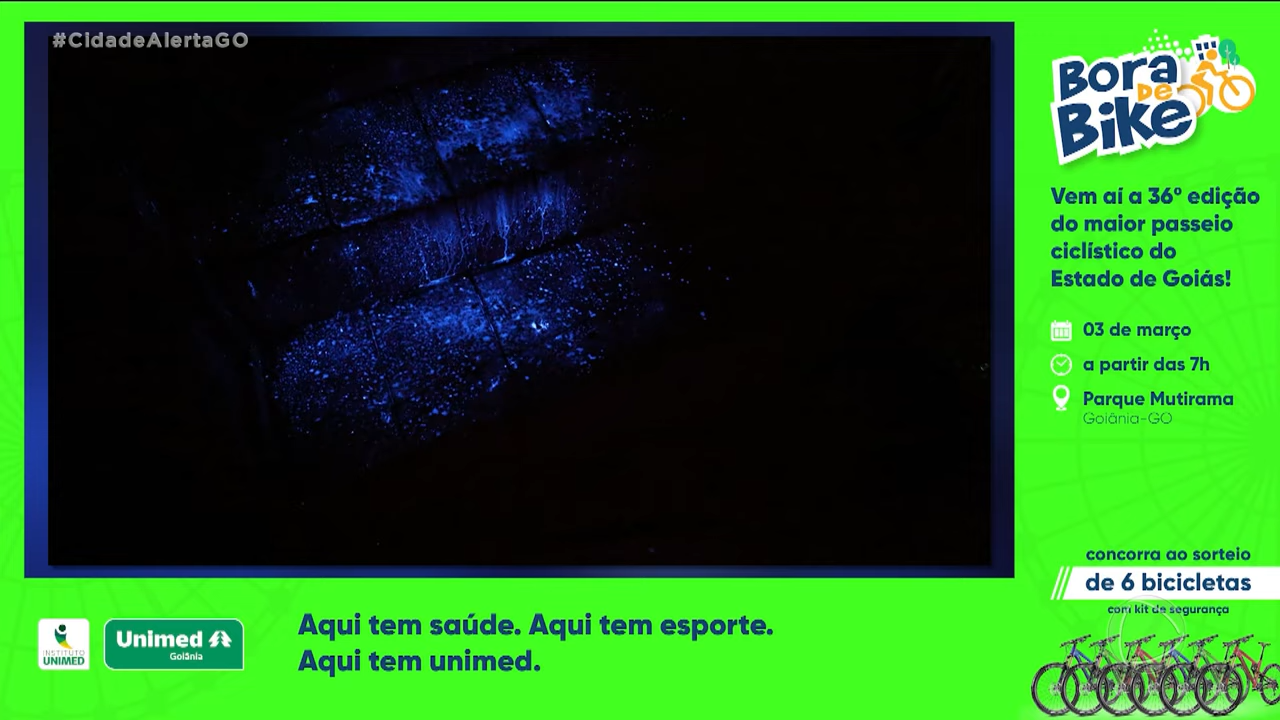 #CidadeAlertaGO
Bora
DE
Bike
Vem aí a 36º edição
do maior passeio
ciclístico do
Estado de Goiás!
03 de março
a partir das 7h
Parque Mutirama
Goiânia-GO
concorra ao sorteio
de 6 bicicletas
com kit de segurança
INSTITUTO
UNIMED
Unimed
Goiânia
Aqui tem saúde. Aqui tem esporte.
Aqui tem unimed.